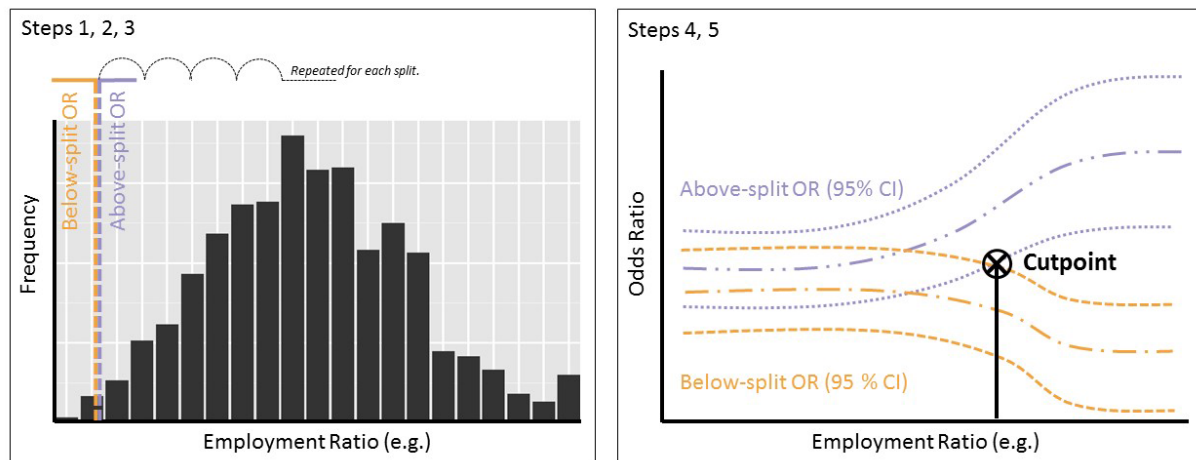 Steps 1, 2, 3
Repeated for each split.
Below-split OR
Above-split OR
Frequency
Employment Ratio (e.g.)
Steps 4, 5
Above-split OR (95% CI)
Cutpoint
Odds Ratio
Below-split OR (95 % CI)
Employment Ratio (e.g.)